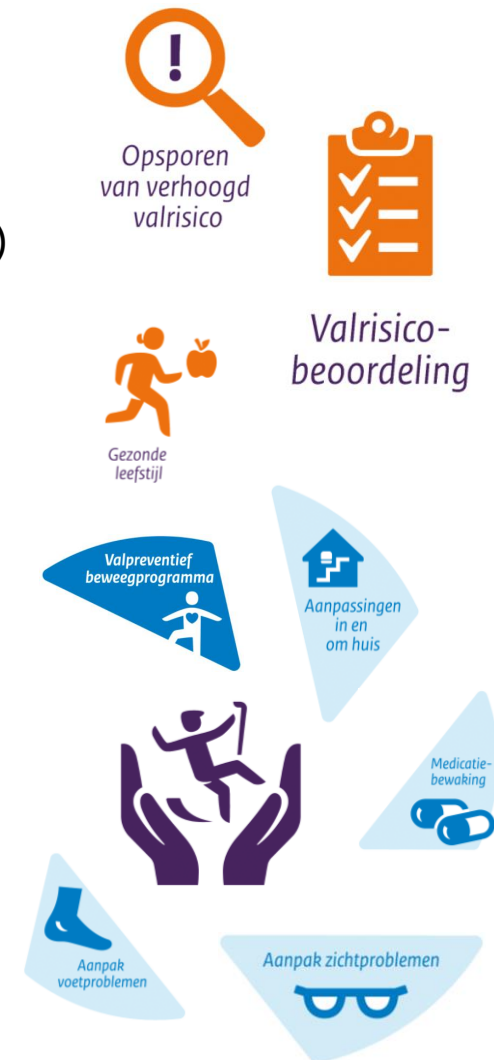 !
Opsporen
van verhoogd
valrisico
)
Valrisico-
beoordeling
Gezonde
leefstijl
Valpreventief
beweegprogramma
Aanpassingen
in en
om huis
Medicatie-
bewaking
Aanpak
voetproblemen
Aanpak zichtproblemen